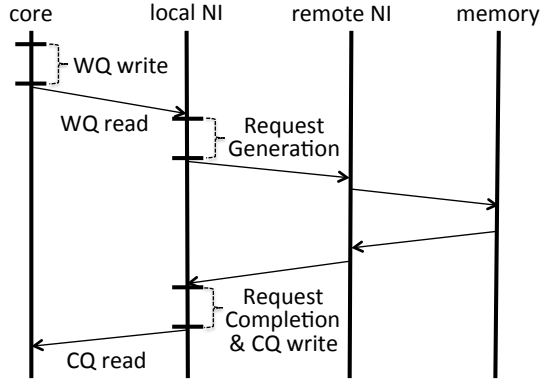 core local NI remote NI memory
WQ write
WQ read
Request
Generation
Request
Completion
& CQ write
CQ read